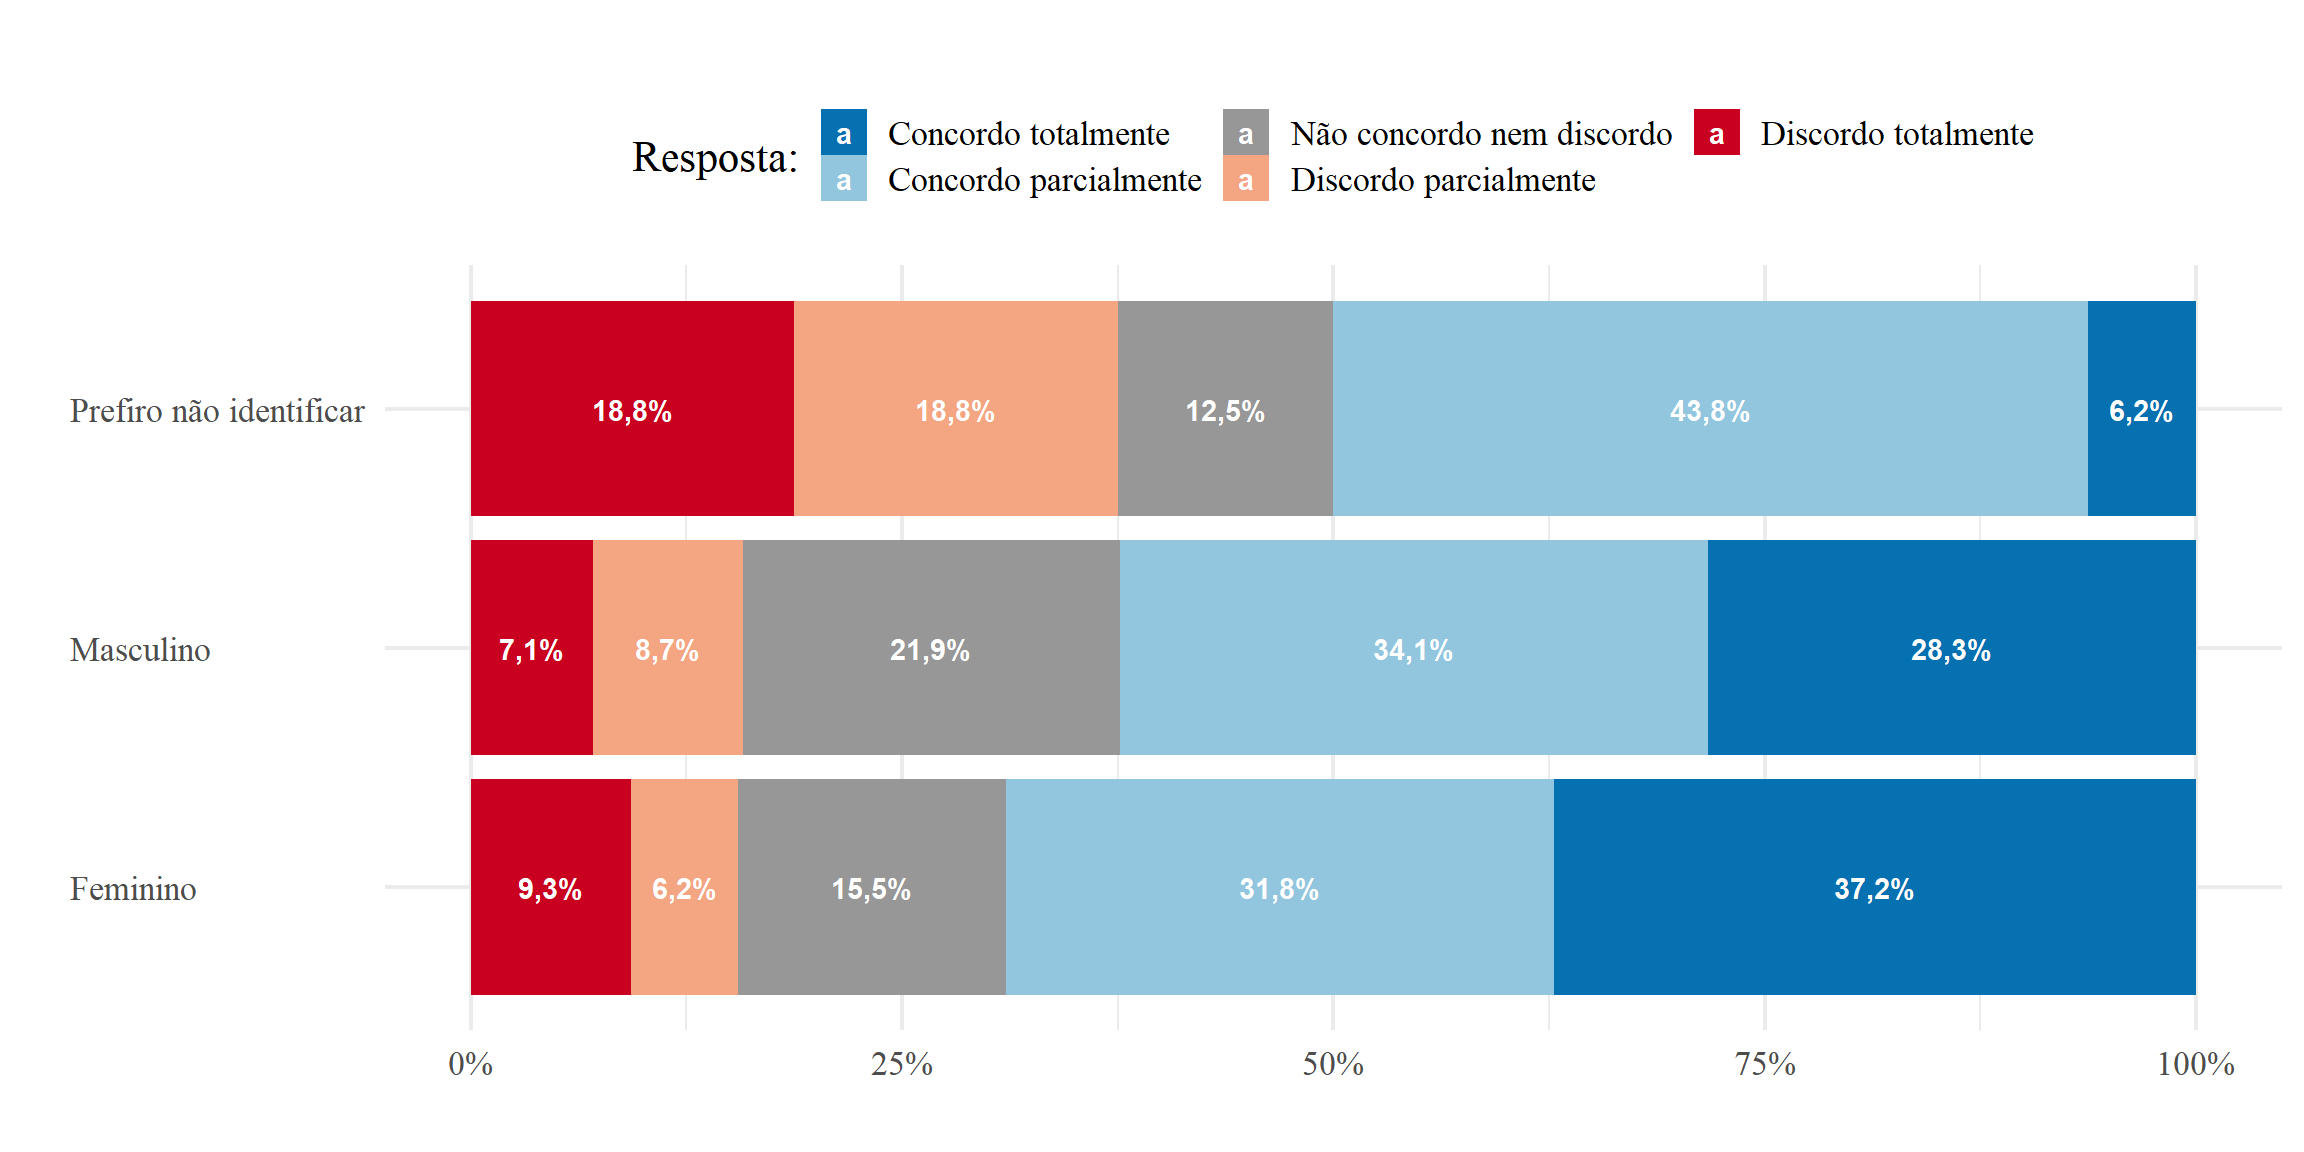 Resposta:
a Concordo totalmente
a Concordo parcialmente
a Não concordo nem discordo
a Discordo parcialmente
a Discordo totalmente
Prefiro não identificar
18,8% 18,8% 12,5% 43,8% 6,2%
Masculino
7,1% 8,7% 21,9% 34,1% 28,3%
Feminino
9,3% 6,2% 15,5% 31,8% 37,2%
0% 25% 50% 75% 100%